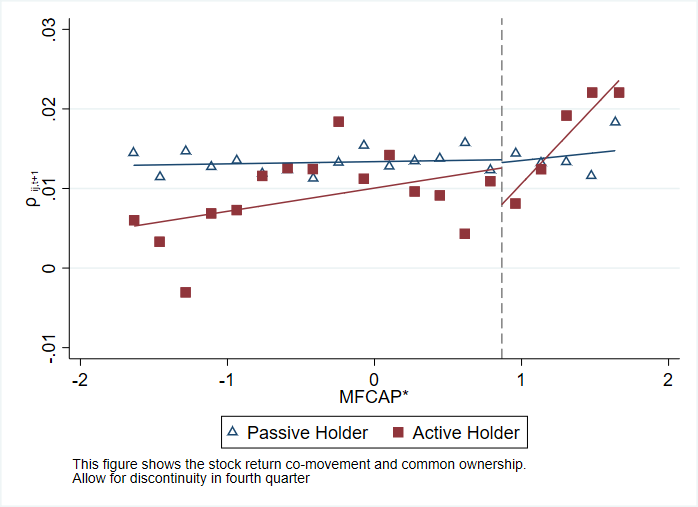 .03
.02
.01
0
-.01
ρ ij,t+1
-2 -1 0 1 2
MFCAP*
Passive Holder Active Holder
This figure shows the stock return co-movement and common ownership.
Allow for discontinuity in fourth quarter